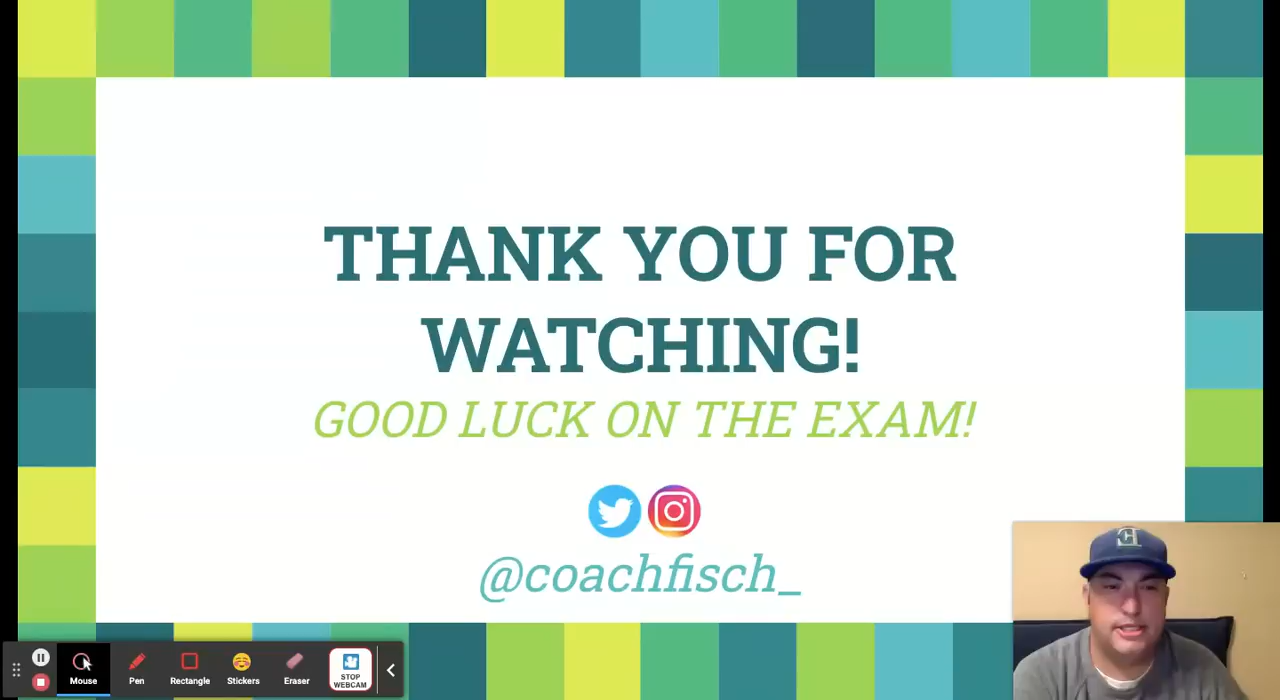 THANK YOU FOR
WATCHING!
GOOD LUCK ON THE EXAM!
@coachfisch_
Mouse
Pen
Rectangle
Stickers
Eraser
STOP
WEBCAM